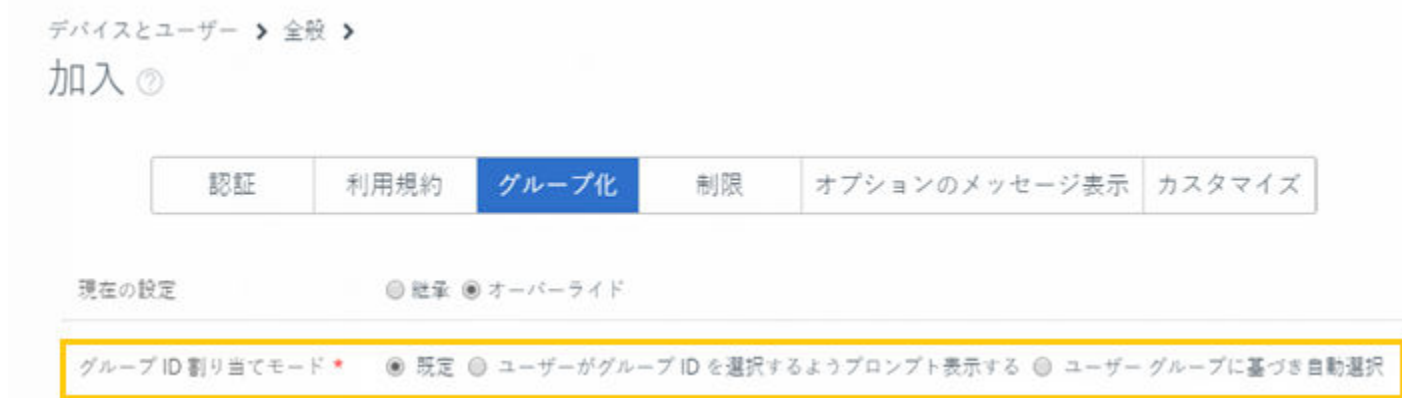 デバイスとユーザー > 全般 >
加入 ?
認証 利用規約 グループ化 制限 オプションのメッセージ表示 カスタマイズ
現在の設定 継承 オーバーライド
グループ ID 割り当てモード * 既定 ユーザーがグループ ID を選択するようプロンプト表示する ユーザー グループに基づき自動選択